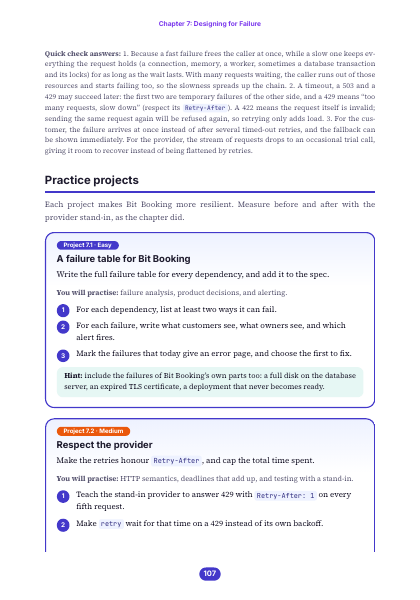 Chapter 7: Designing for Failure
Quick check answers: 1. Because a fast failure frees the caller at once, while a slow one keeps ev-
erything the request holds (a connection, memory, a worker, sometimes a database transaction
and its locks) for as long as the wait lasts. With many requests waiting, the caller runs out of those
resources and starts failing too, so the slowness spreads up the chain. 2. A timeout, a 503 and a
429 may succeed later: the first two are temporary failures of the other side, and a 429 means “too
many requests, slow down” (respect its Retry-After). A 422 means the request itself is invalid;
sending the same request again will be refused again, so retrying only adds load. 3. For the cus-
tomer, the failure arrives at once instead of after several timed-out retries, and the fallback can
be shown immediately. For the provider, the stream of requests drops to an occasional trial call,
giving it room to recover instead of being flattened by retries.
Practice projects
Each project makes Bit Booking more resilient. Measure before and after with the
provider stand-in, as the chapter did.
Project 7.1 · Easy
A failure table for Bit Booking
Write the full failure table for every dependency, and add it to the spec.
You will practise: failure analysis, product decisions, and alerting.
1 For each dependency, list at least two ways it can fail.
2 For each failure, write what customers see, what owners see, and which
alert fires.
3 Mark the failures that today give an error page, and choose the first to fix.
Hint: include the failures of Bit Booking’s own parts too: a full disk on the database
server, an expired TLS certificate, a deployment that never becomes ready.
Project 7.2 · Medium
Respect the provider
Make the retries honour Retry-After, and cap the total time spent.
You will practise: HTTP semantics, deadlines that add up, and testing with a stand-in.
1 Teach the stand-in provider to answer 429 with Retry-After: 1 on every
fifth request.
2 Make retry wait for that time on a 429 instead of its own backoff.
107